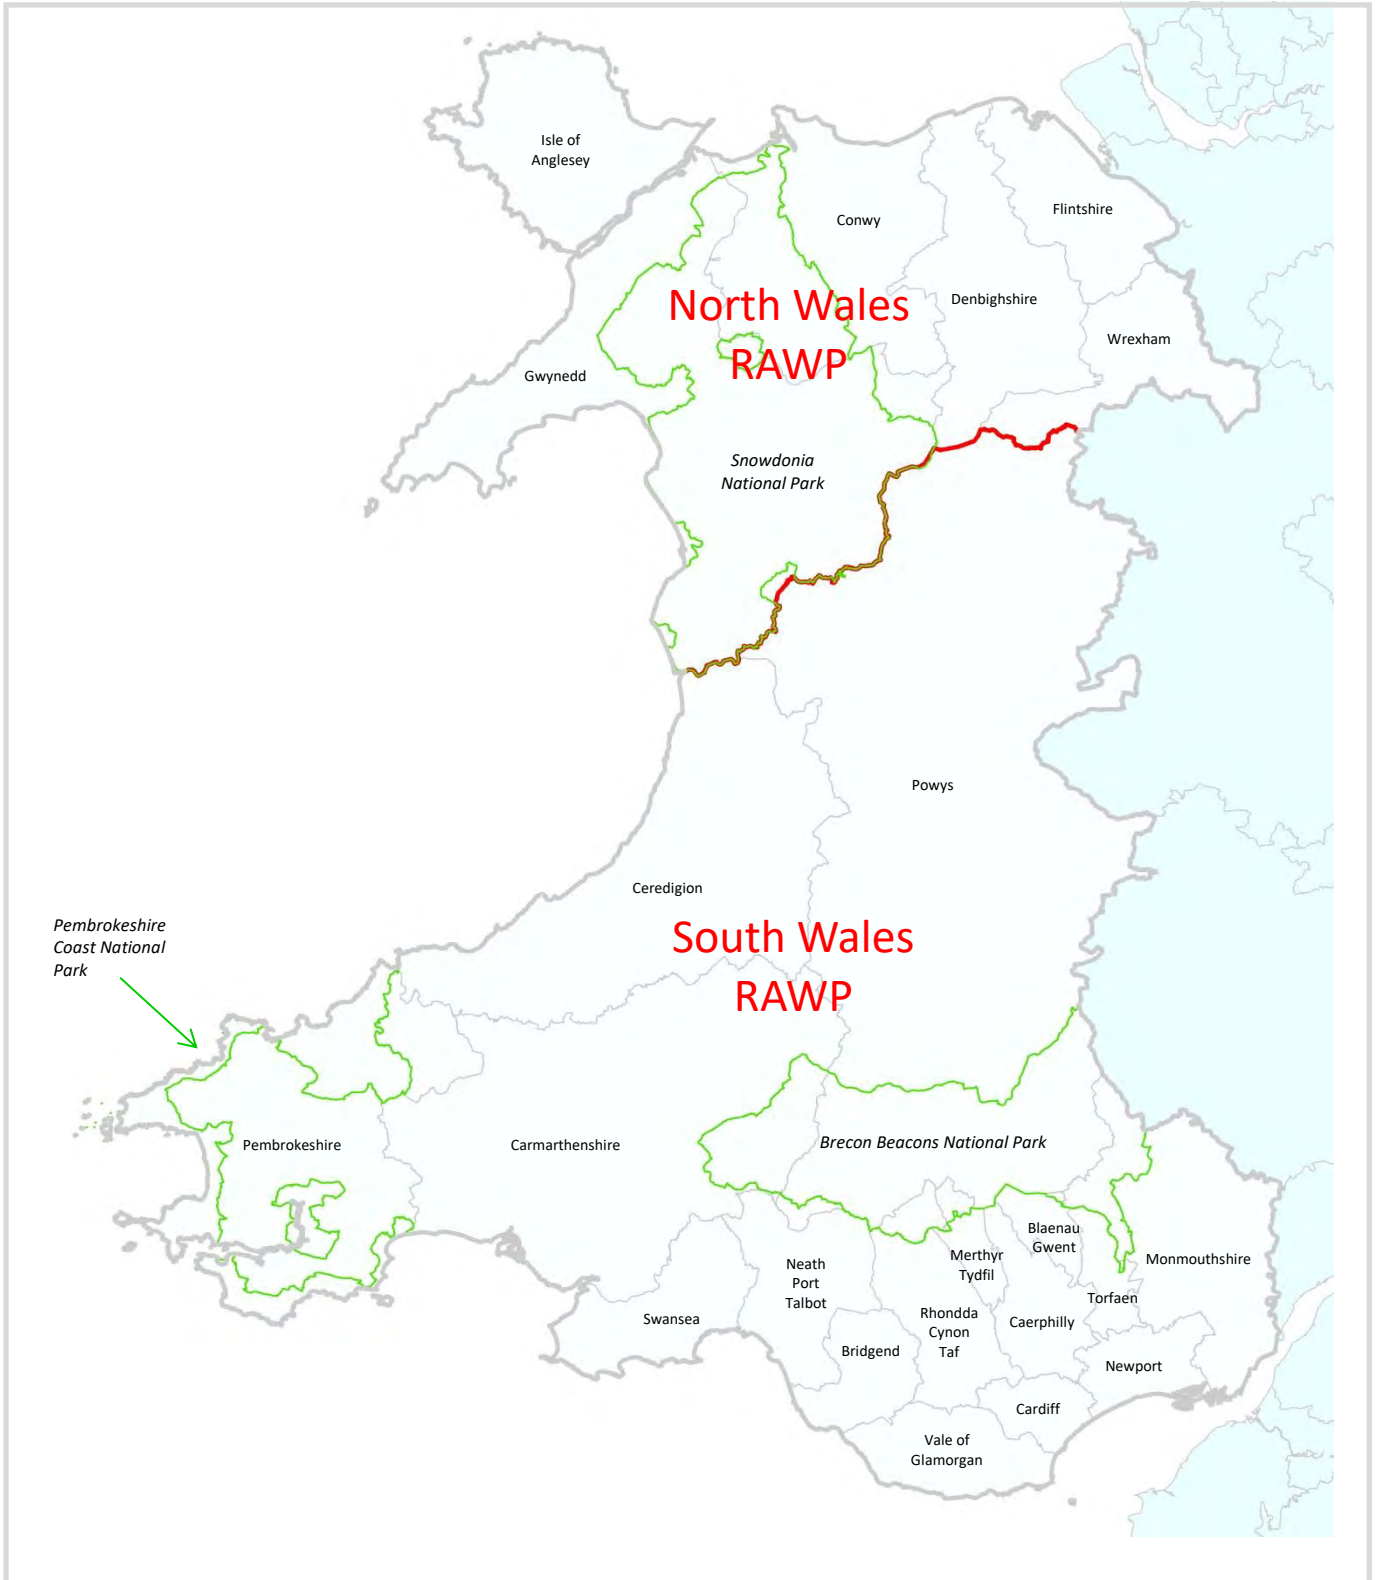 Isle of
Anglesey
Conwy
Flintshire
Denbighshire
North Wales
RAWP
Wrexham
Gwynedd
Snowdonia
National Park
Powys
Ceredigion
Pembrokeshire
Coast National
Park
South Wales
RAWP
Pembrokeshire
Carmarthenshire
Brecon Beacons National Park
Blaenau
Gwent
Merthyr
Tydfil
Monmouthshire
Neath
Port
Talbot
Torfaen
Swansea
Rhondda
Cynon
Taf
Caerphilly
Bridgend
Newport
Cardiff
Vale of
Glamorgan